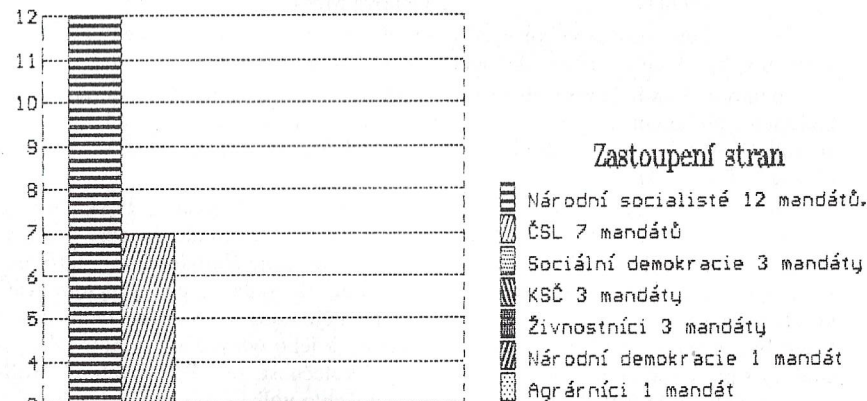 12
11
10
9
8
7
6
5
4
3
Zastoupení stran
Národní socialisté 12 mandátů.
ČSL 7 mandátů
Sociální demokracie 3 mandáty
KSČ 3 mandáty
Živnostníci 3 mandáty
Národní demokracie 1 mandát
Agrárníci 1 mandát